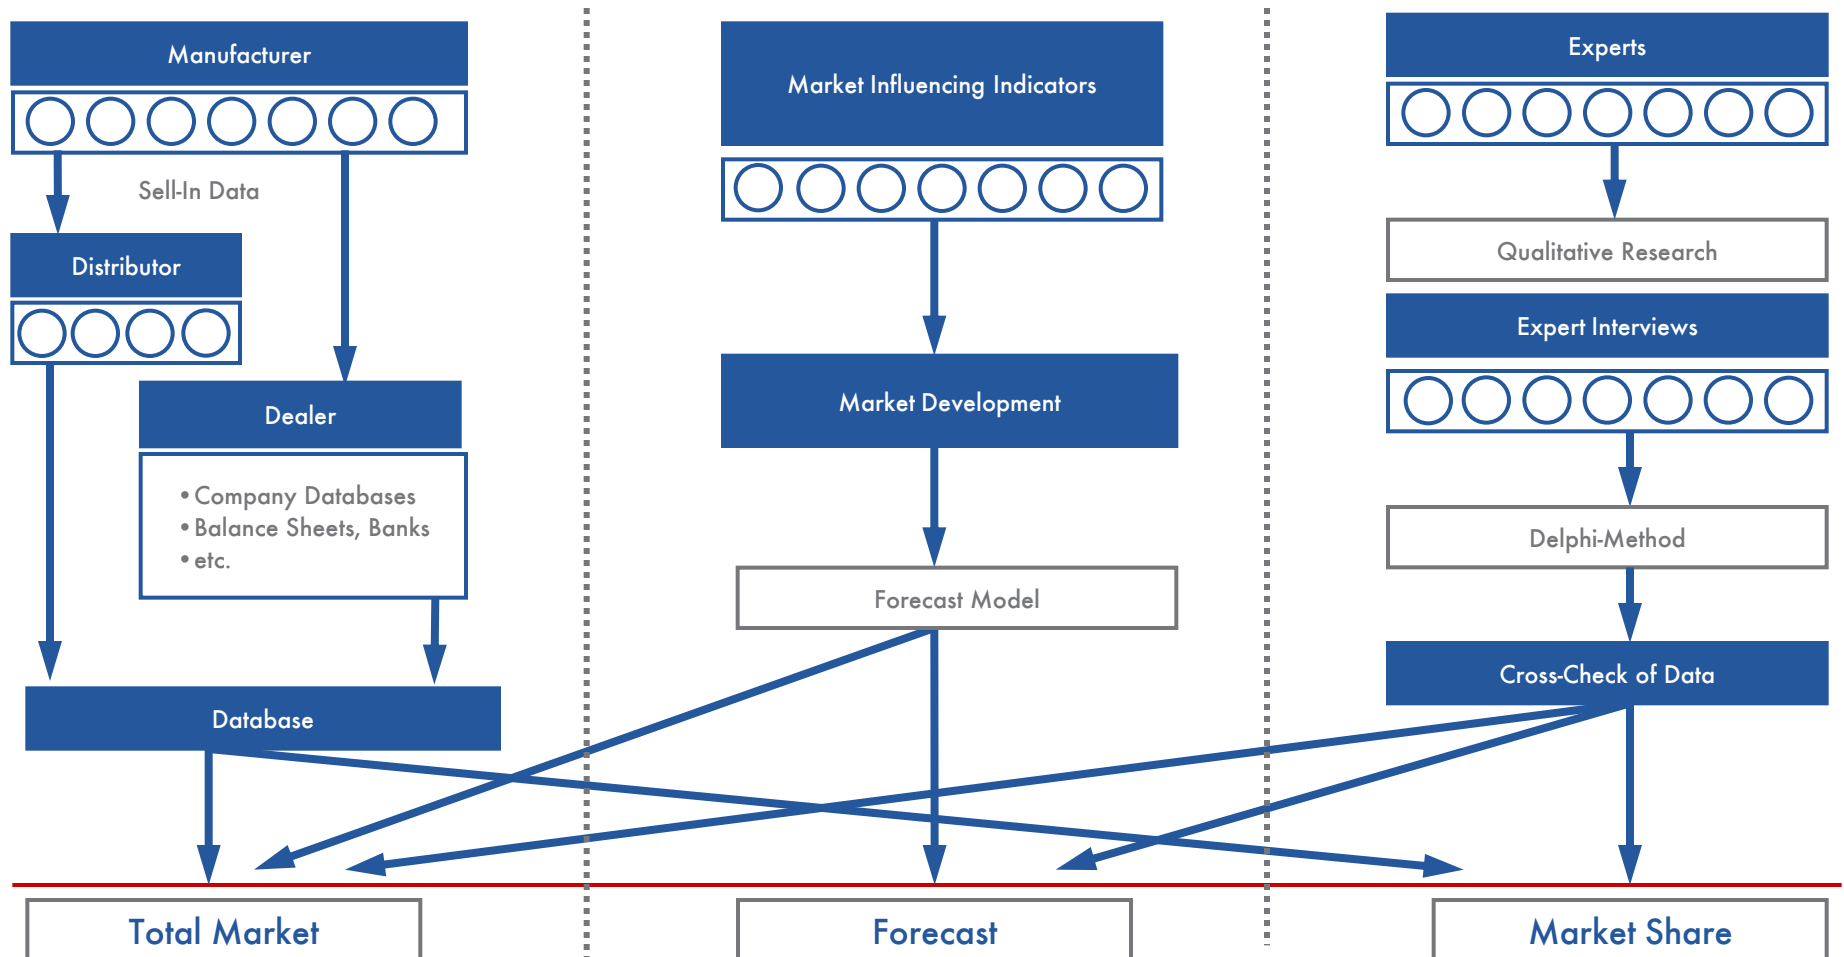 Manufacturer
Sell-In Data
Distributor
Dealer
•Company Databases
•Balance Sheets, Banks
•etc.
Database
Total Market
Market Influencing Indicators
Market Development
Forecast Model
Forecast
Experts
Qualitative Research
Expert Interviews
Delphi-Method
Cross-Check of Data
Market Share